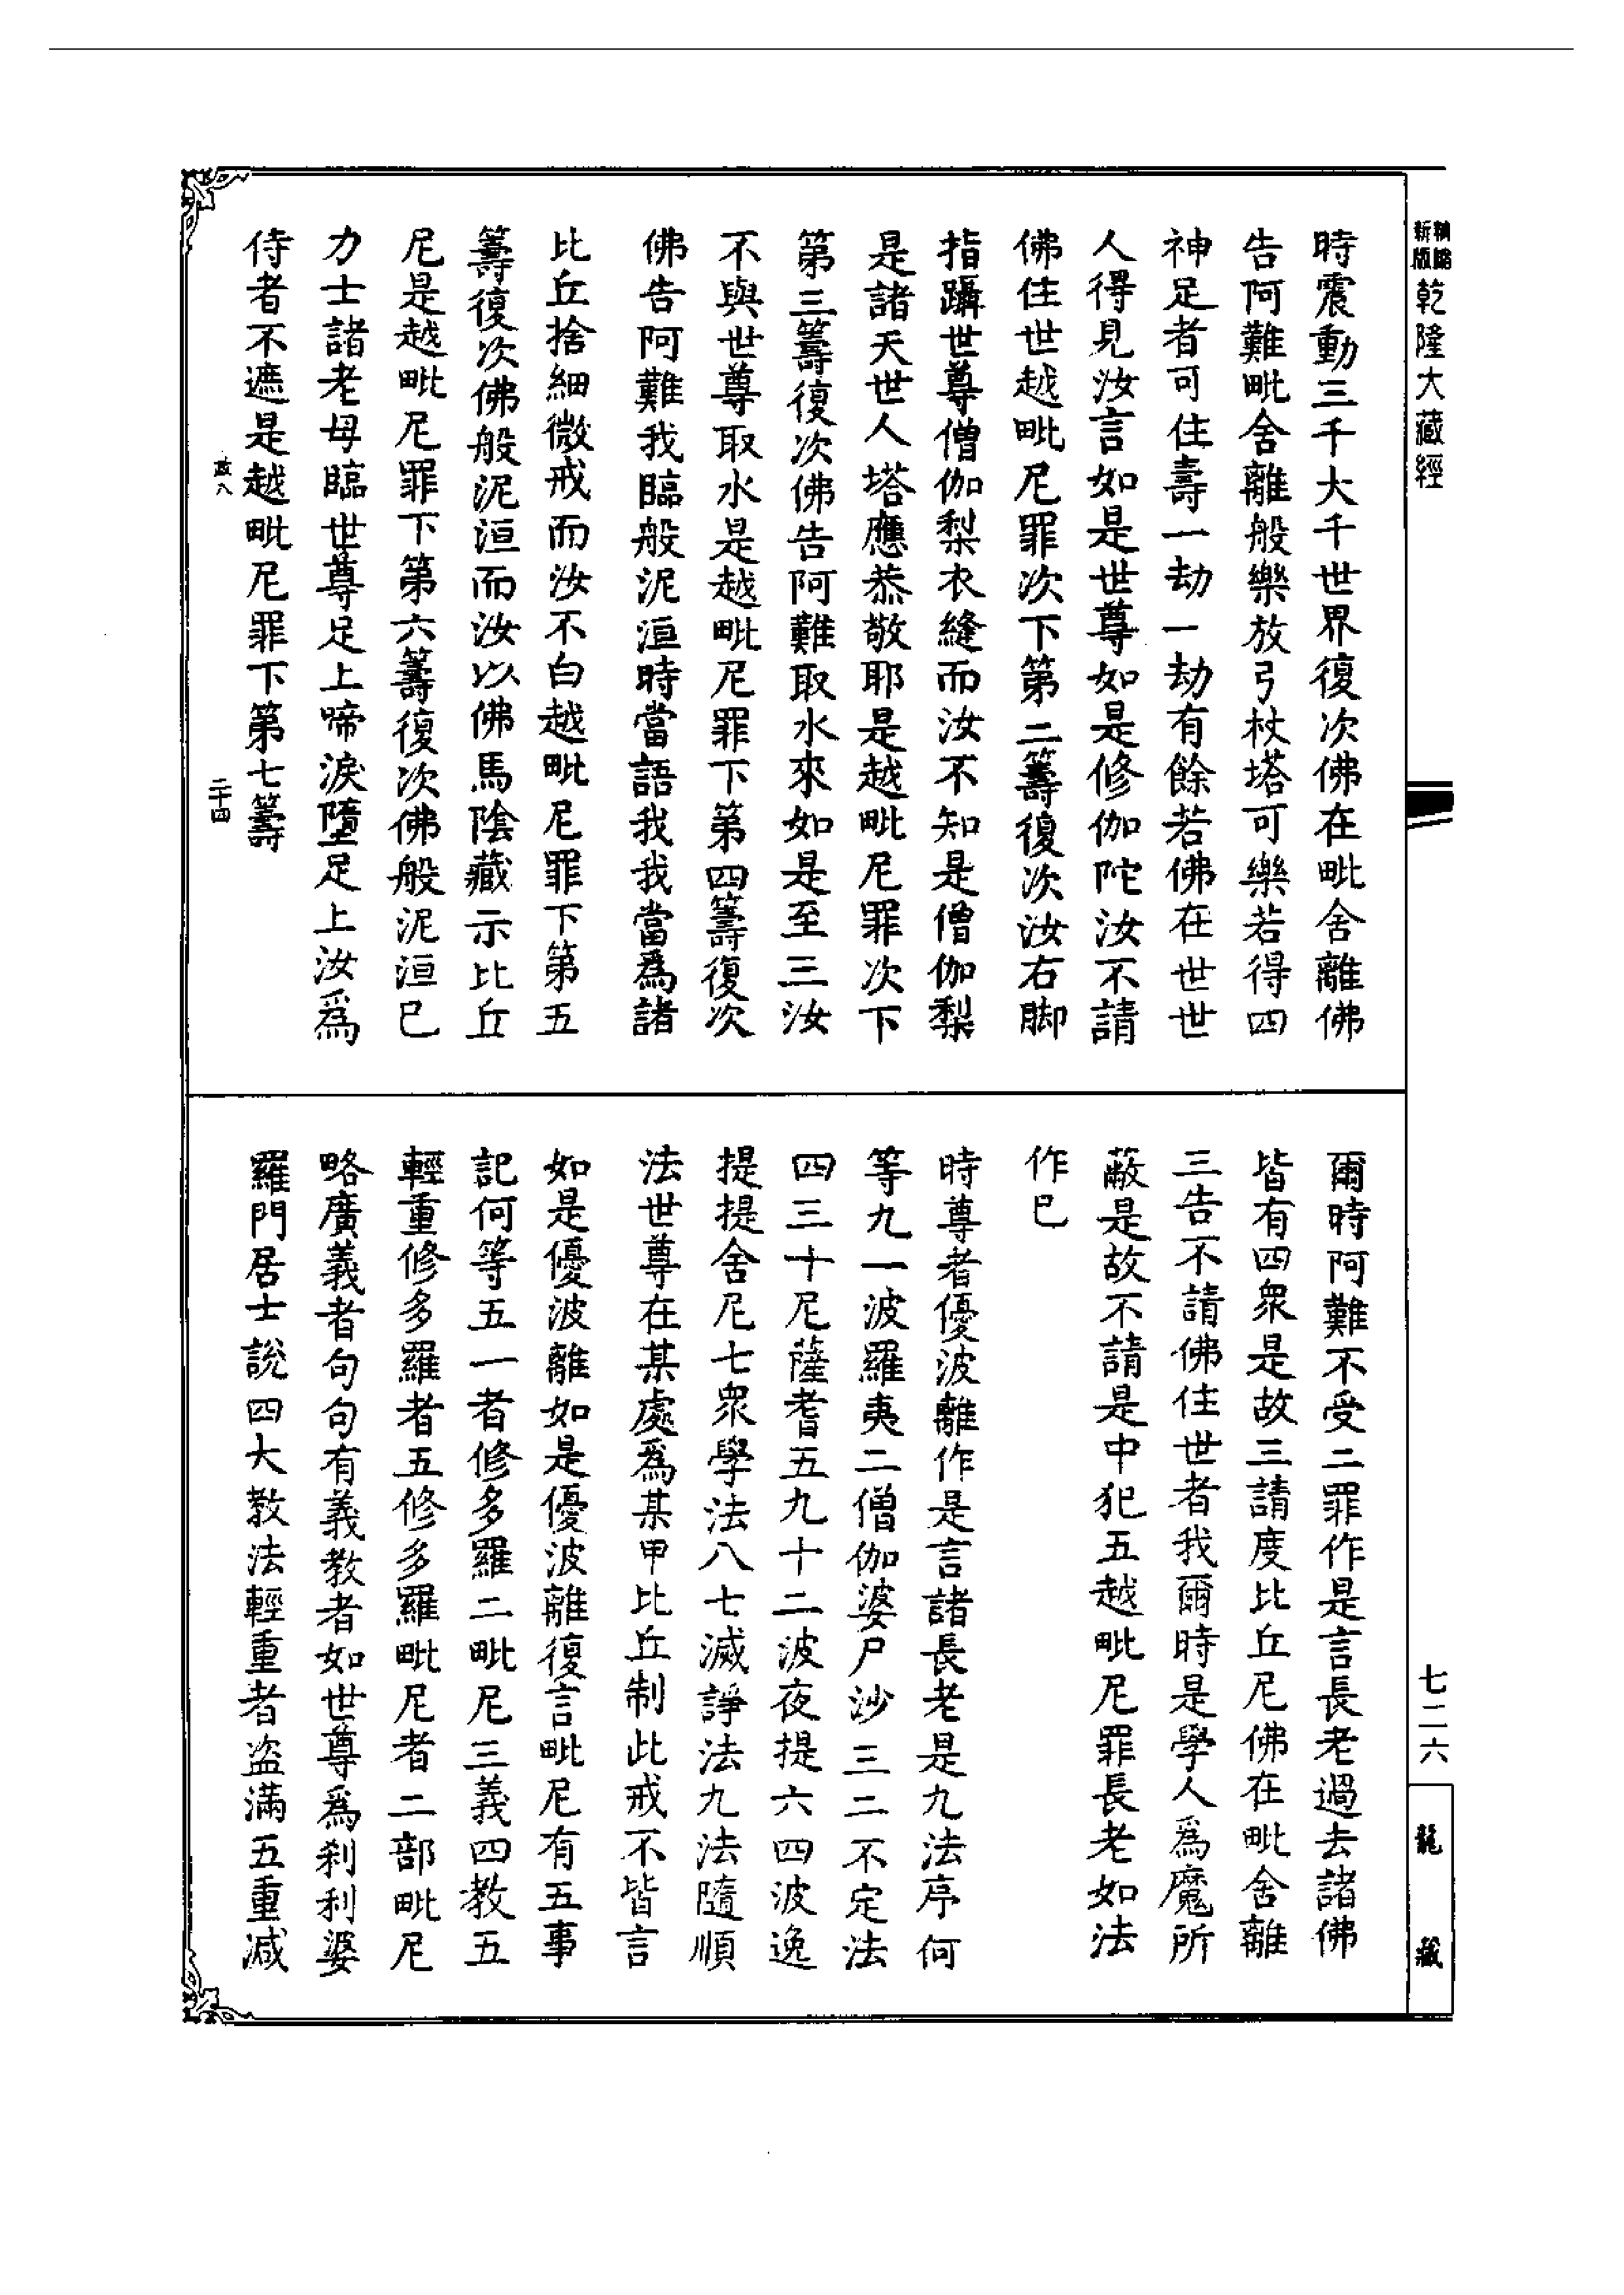 新版精縮乾隆大藏經
時震動三千大千世界復次佛在毗舍離佛
告阿難毗舍離般樂放弓杖塔可樂若得四
神足者可住壽一劫一劫有餘若佛在世世
人得見汝言如是世尊如是修伽陀汝不請
佛住世越毗尼罪次下第二籌復次汝右脚
指躡世尊僧伽梨衣縫而汝不知是僧伽梨
是諸天世人塔應恭敬耶是越毗尼罪次下
第三籌復次佛告阿難取水來如是至三汝
不與世尊取水是越毗尼罪下第四籌復次
佛告阿難我臨般泥洹時當語我我當爲諸
比丘捨細微戒而汝不白越毗尼罪下第五
籌復次佛般泥洹而汝以佛馬陰藏示比丘
尼是越毗尼罪下第六籌復次佛般泥洹已
力士諸老母臨世尊足上啼淚墮足上汝爲
侍者不遮是越毗尼罪下第七籌
二十四
爾時阿難不受二罪作是言長老過去諸佛
皆有四衆是故三請度比丘尼佛在毗舍離
三告不請佛住世者我爾時是學人爲魔所
蔽是故不請是中犯五越毗尼罪長老如法
作已
時尊者優波離作是言諸長老是九法序何
等九一波羅夷二僧伽婆尸沙三二不定法
四三十尼薩耆五九十二波夜提六四波逸
提提舍尼七衆學法八七滅諍法九法隨順
法世尊在某處爲某甲比丘制此戒不皆言
如是優波離如是優波離復言毗尼有五事
記何等五一者修多羅二毗尼三義四教五
輕重修多羅者五修多羅毗尼者二部毗尼
略廣義者句句有義教者如世尊爲刹利婆
羅門居士說四大教法輕重者盜滿五重減
七二六
龍藏